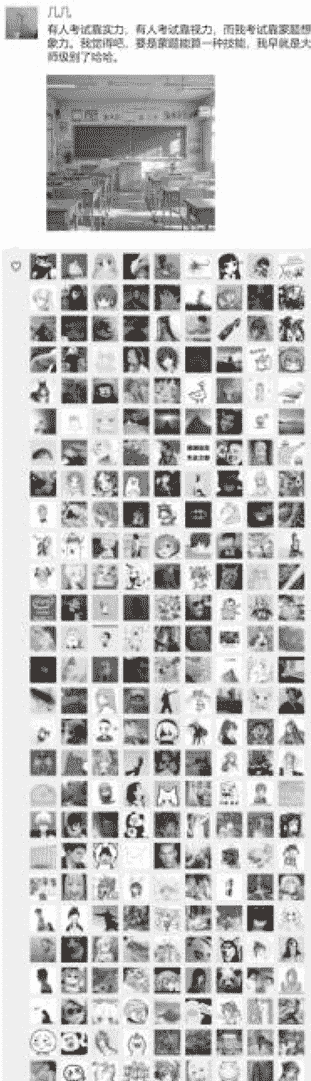 几几
有人考试靠实力，有人考试靠视力，而我考试靠蒙题想
象力。我觉得吧，要是蒙题能算一种技能，我早就是大
师级别了哈哈。